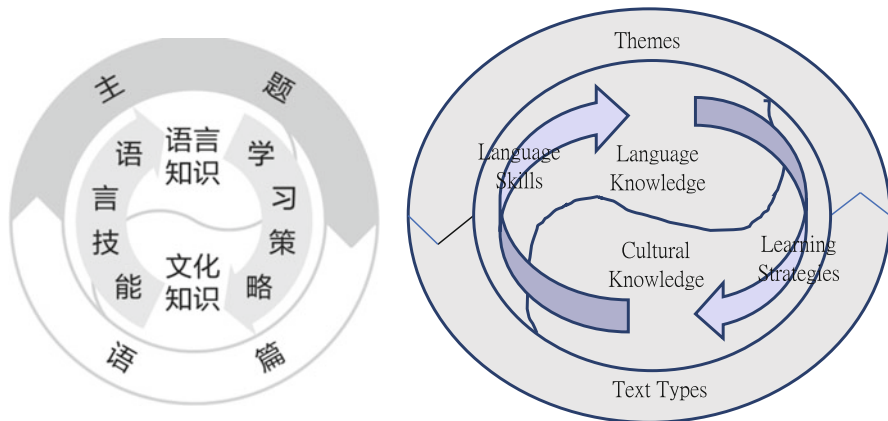 主题
语言
知识
语言技能
学习策略
文化
知识
语篇
Themes
Language
Skills
Language
Knowledge
Cultural
Knowledge
Learning
Strategies
Text Types